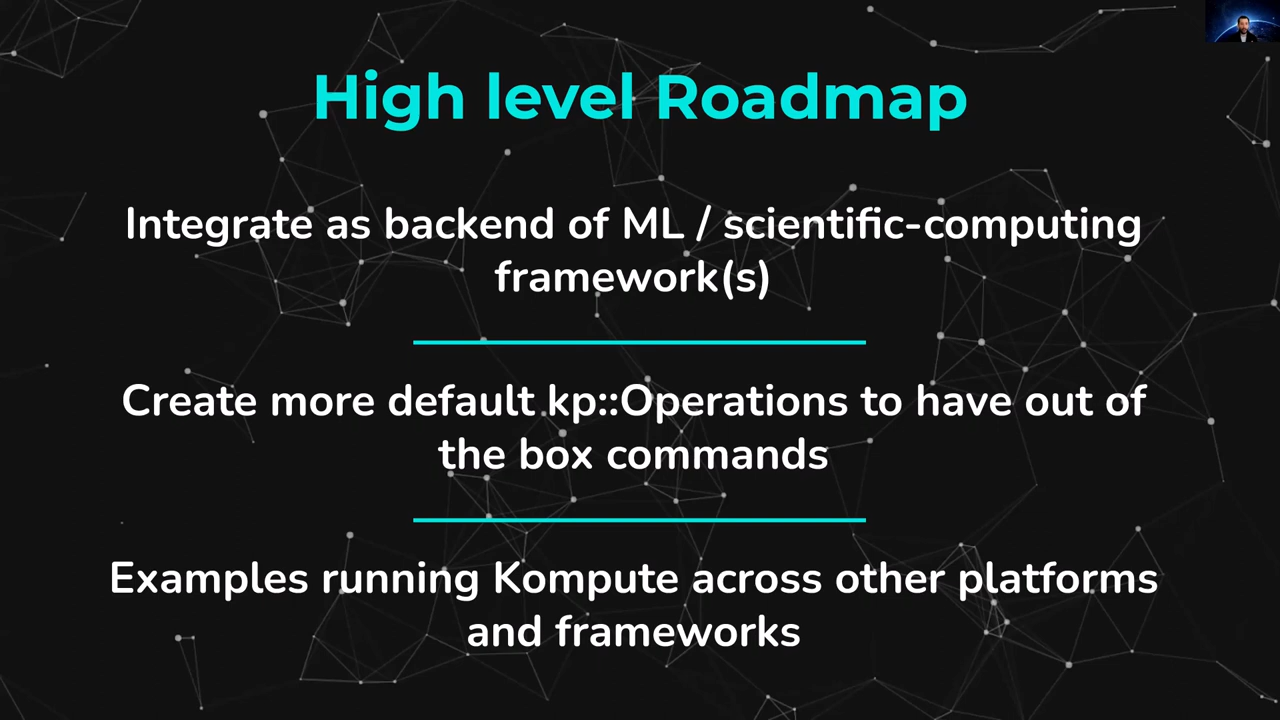 High level Roadmap
Integrate as backend of ML / scientific-computing
framework(s)
Create more default kp::Operations to have out of
the box commands
Examples running Kompute across other platforms
and frameworks